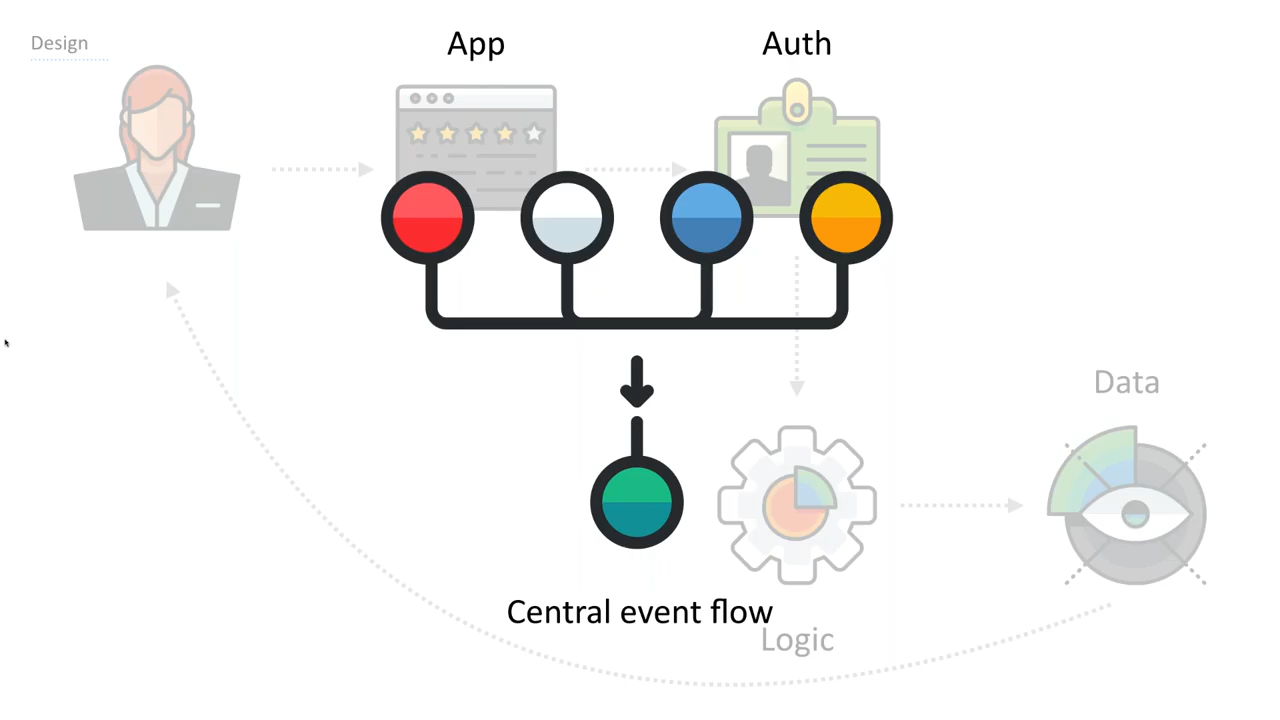 Design
App
Auth
Data
Central event flow
Logic